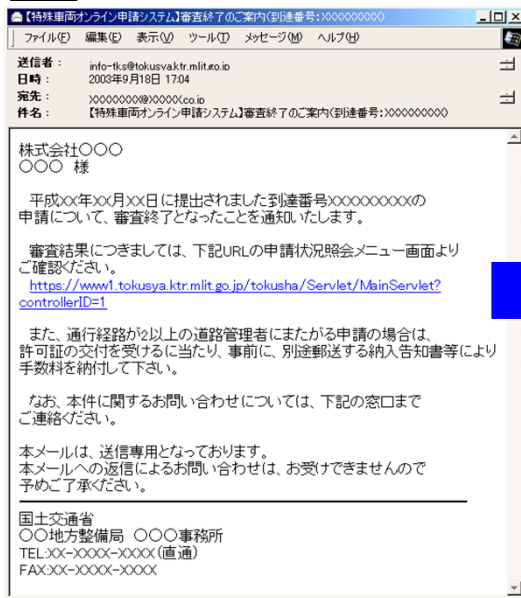 【特殊車両オンライン申請システム】審査終了のご案内(到達番号:XXXXXXXXX)
ファイル(F) 編集(E) 表示(V) ツール(T) メッセージ(M) ヘルプ(H)
送信者: info-tks@tokusya.ktr.mlit.go.jp
日時: 2003年9月18日 17:04
宛先: XXXXXXXX@XXXXX.co.jp
件名: 【特殊車両オンライン申請システム】審査終了のご案内(到達番号:XXXXXXXXX)
株式会社〇〇〇
〇〇〇 様
平成XX年XX月XX日に提出されました到達番号XXXXXXXXXの
申請について、審査終了となったことを通知いたします。
審査結果につきましては、下記URLの申請状況照会メニュー画面より
ご確認ください。
https://www1.tokusya.ktr.mlit.go.jp/tokusha/Servlet/MainServlet?
controllerID=1
また、通行経路が2以上の道路管理者にまたがる申請の場合は、
許可証の交付を受けるに当たり、事前に、別途郵送する納入告知書等により
手数料を納付して下さい。
なお、本件に関するお問い合わせについては、下記の窓口まで
ご連絡ください。
本メールは、送信専用となっております。
本メールへの返信によるお問い合わせは、お受けできませんので
予めご了承ください。
国土交通省
〇〇地方整備局 〇〇〇事務所
TEL:XX-XXXX-XXXX(直通)
FAX:XX-XXXX-XXXX